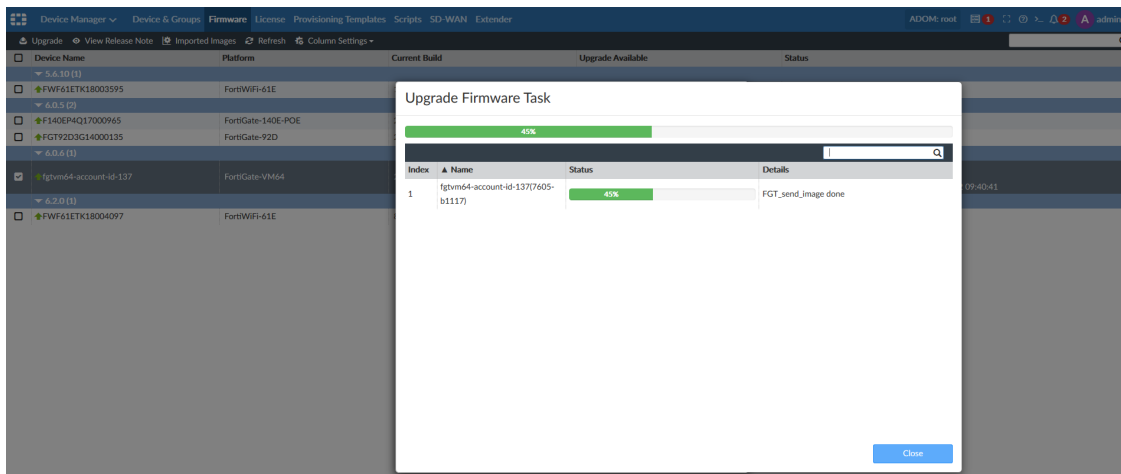 Device Manager Device & Groups Firmware License Provisioning Templates Scripts SD-WAN Extender ADOM: root 1 2 A admin
Upgrade View Release Note Imported Images Refresh Column Settings
Device Name Platform Current Build Upgrade Available Status
5.6.10 (1)
FWF61ETK18003595 FortiWiFi-61E
6.0.5 (2)
F140EP4Q17000965 FortiGate-140E-POE
FGT92D3G14000135 FortiGate-92D
6.0.6 (1)
fgtvm64-account-id-137 FortiGate-VM64
09:40:41
6.2.0 (1)
FWF61ETK18004097 FortiWiFi-61E
Upgrade Firmware Task
45%
Index Name Status Details
1 fgtvm64-account-id-137(7605-
b1117) 45% FGT_send_image done
Close